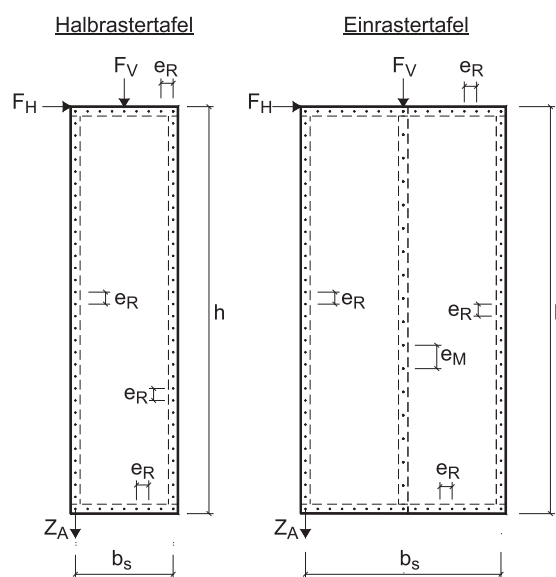 Halbrastertafel
Einrastertafel
F_V
e_R
F_H
F_V
e_R
F_H
e_R
h
e_R
e_R
e_R
e_M
e_R
e_R
Z_A
b_s
Z_A
b_s